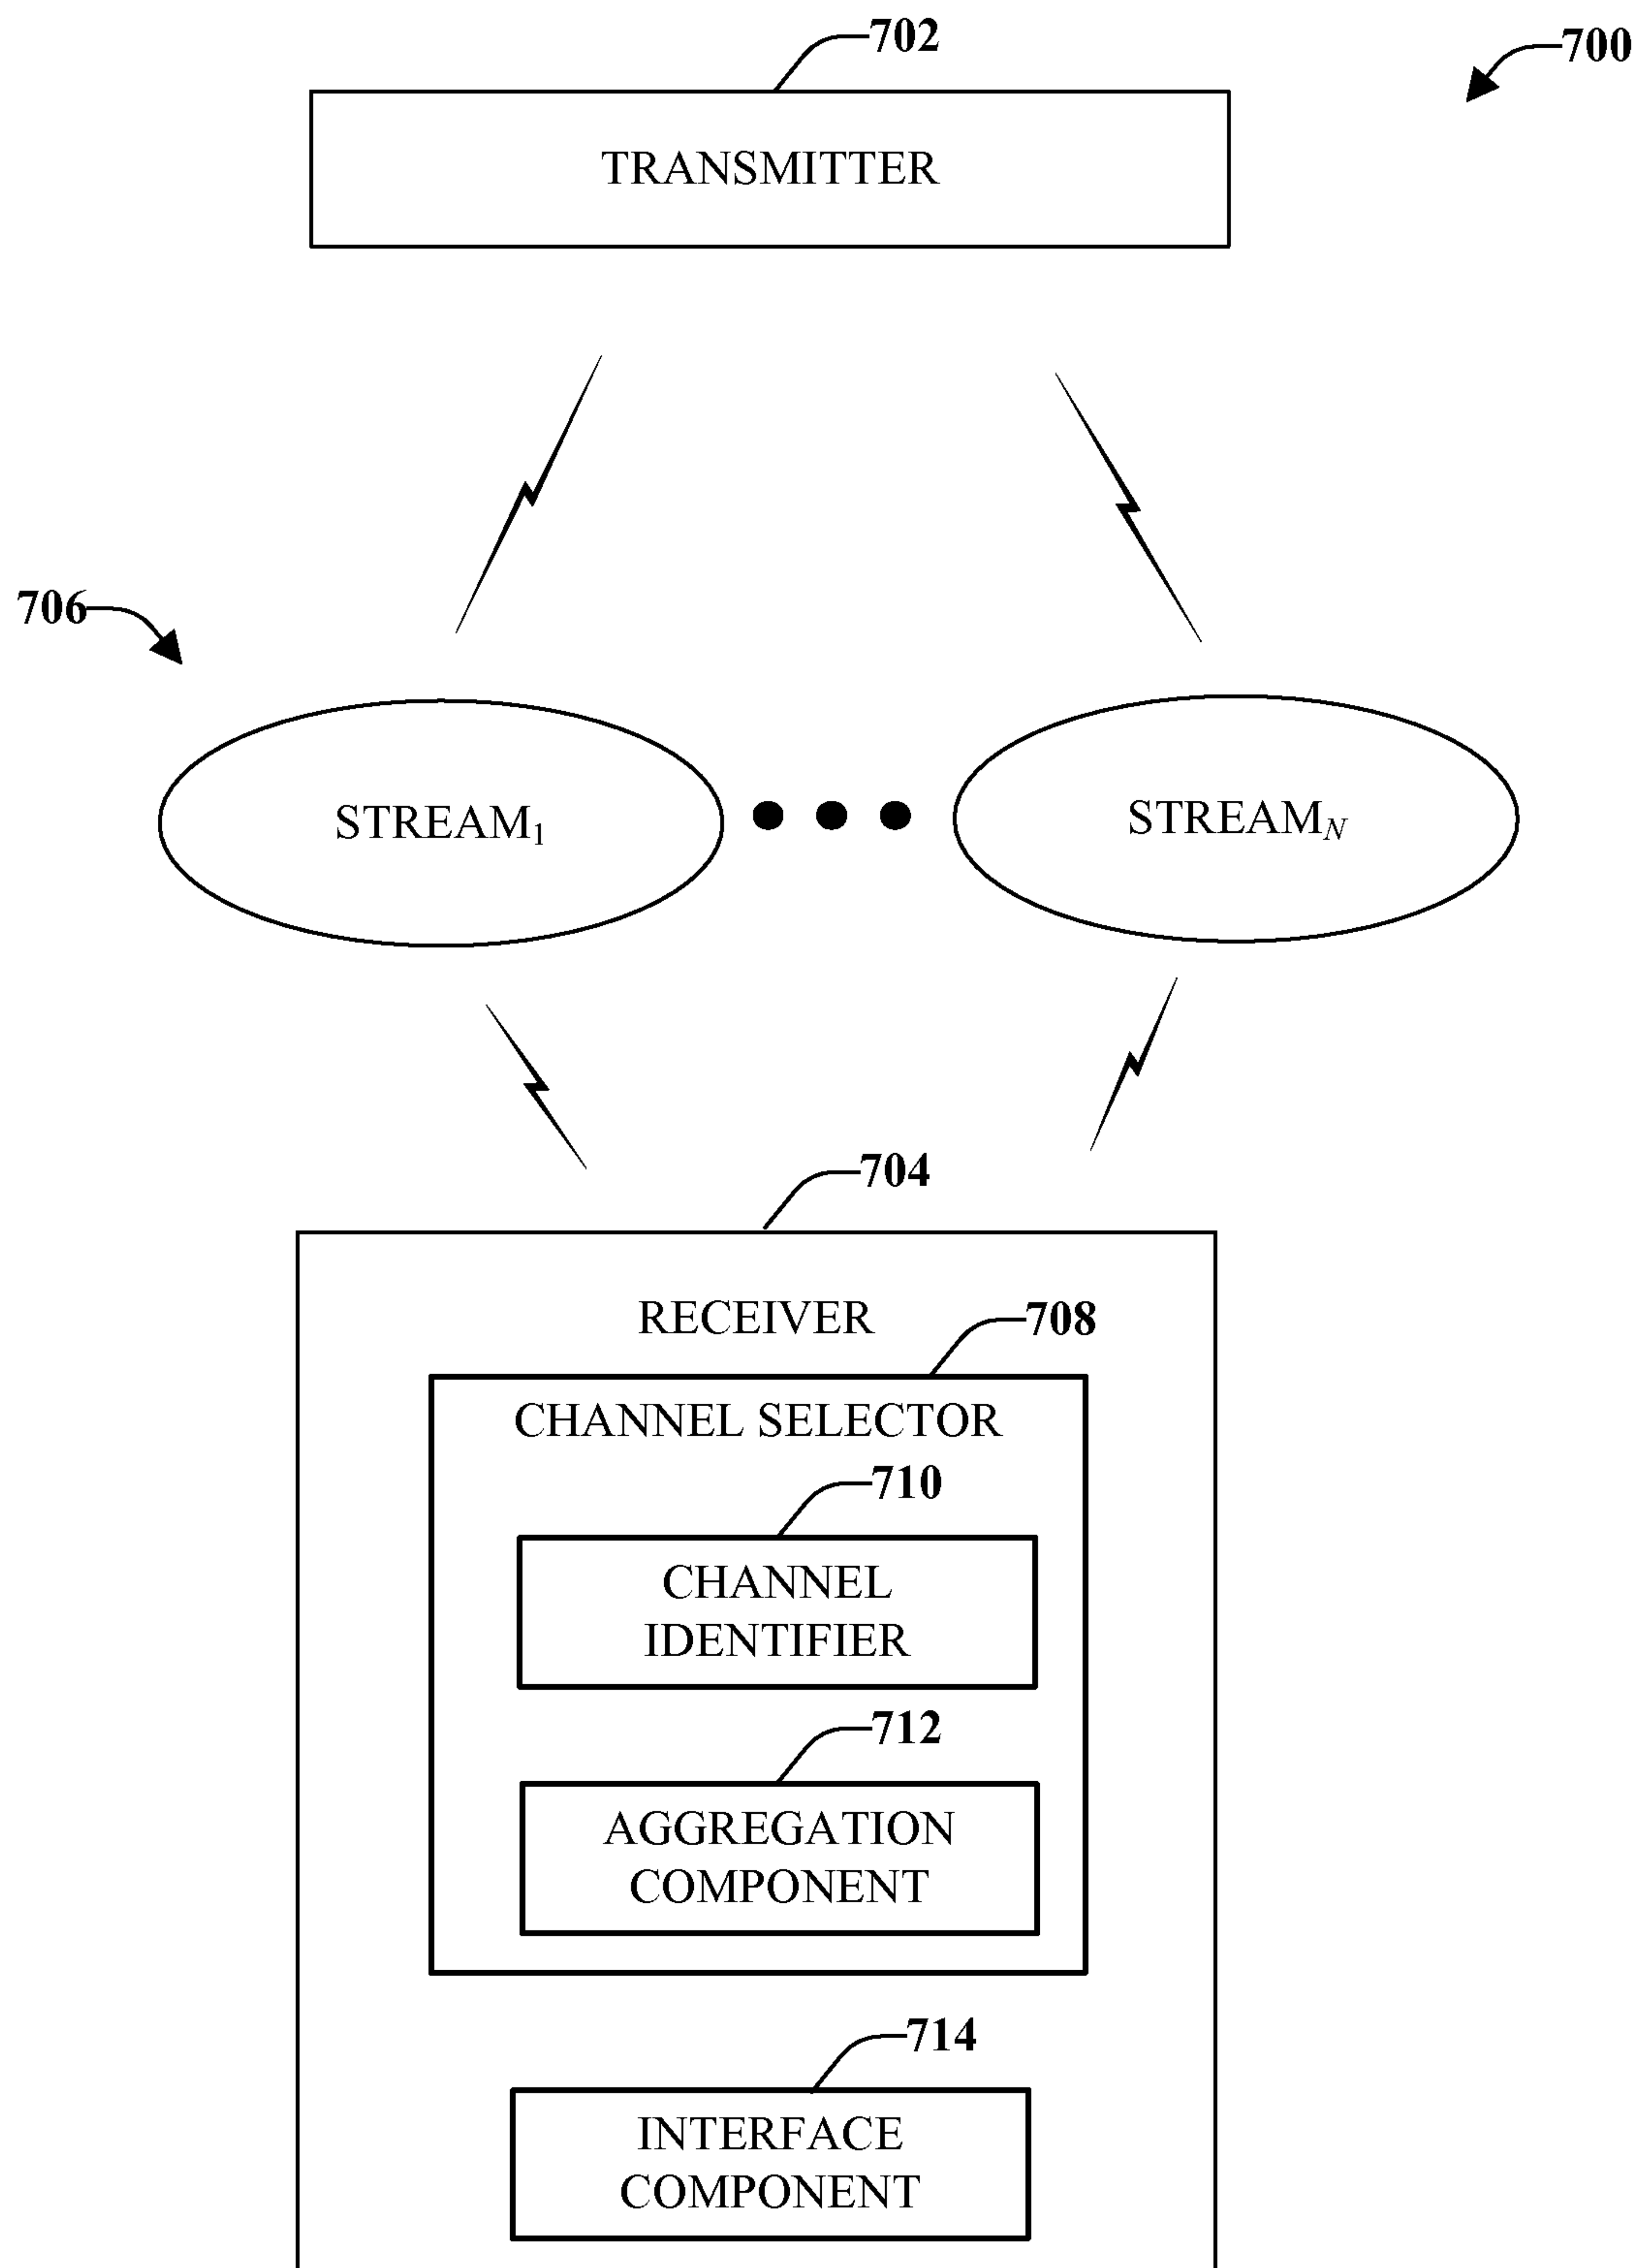 702
700
TRANSMITTER
706
STREAM₁
STREAM_N
704
RECEIVER
708
CHANNEL SELECTOR
710
CHANNEL
IDENTIFIER
712
AGGREGATION
COMPONENT
714
INTERFACE
COMPONENT